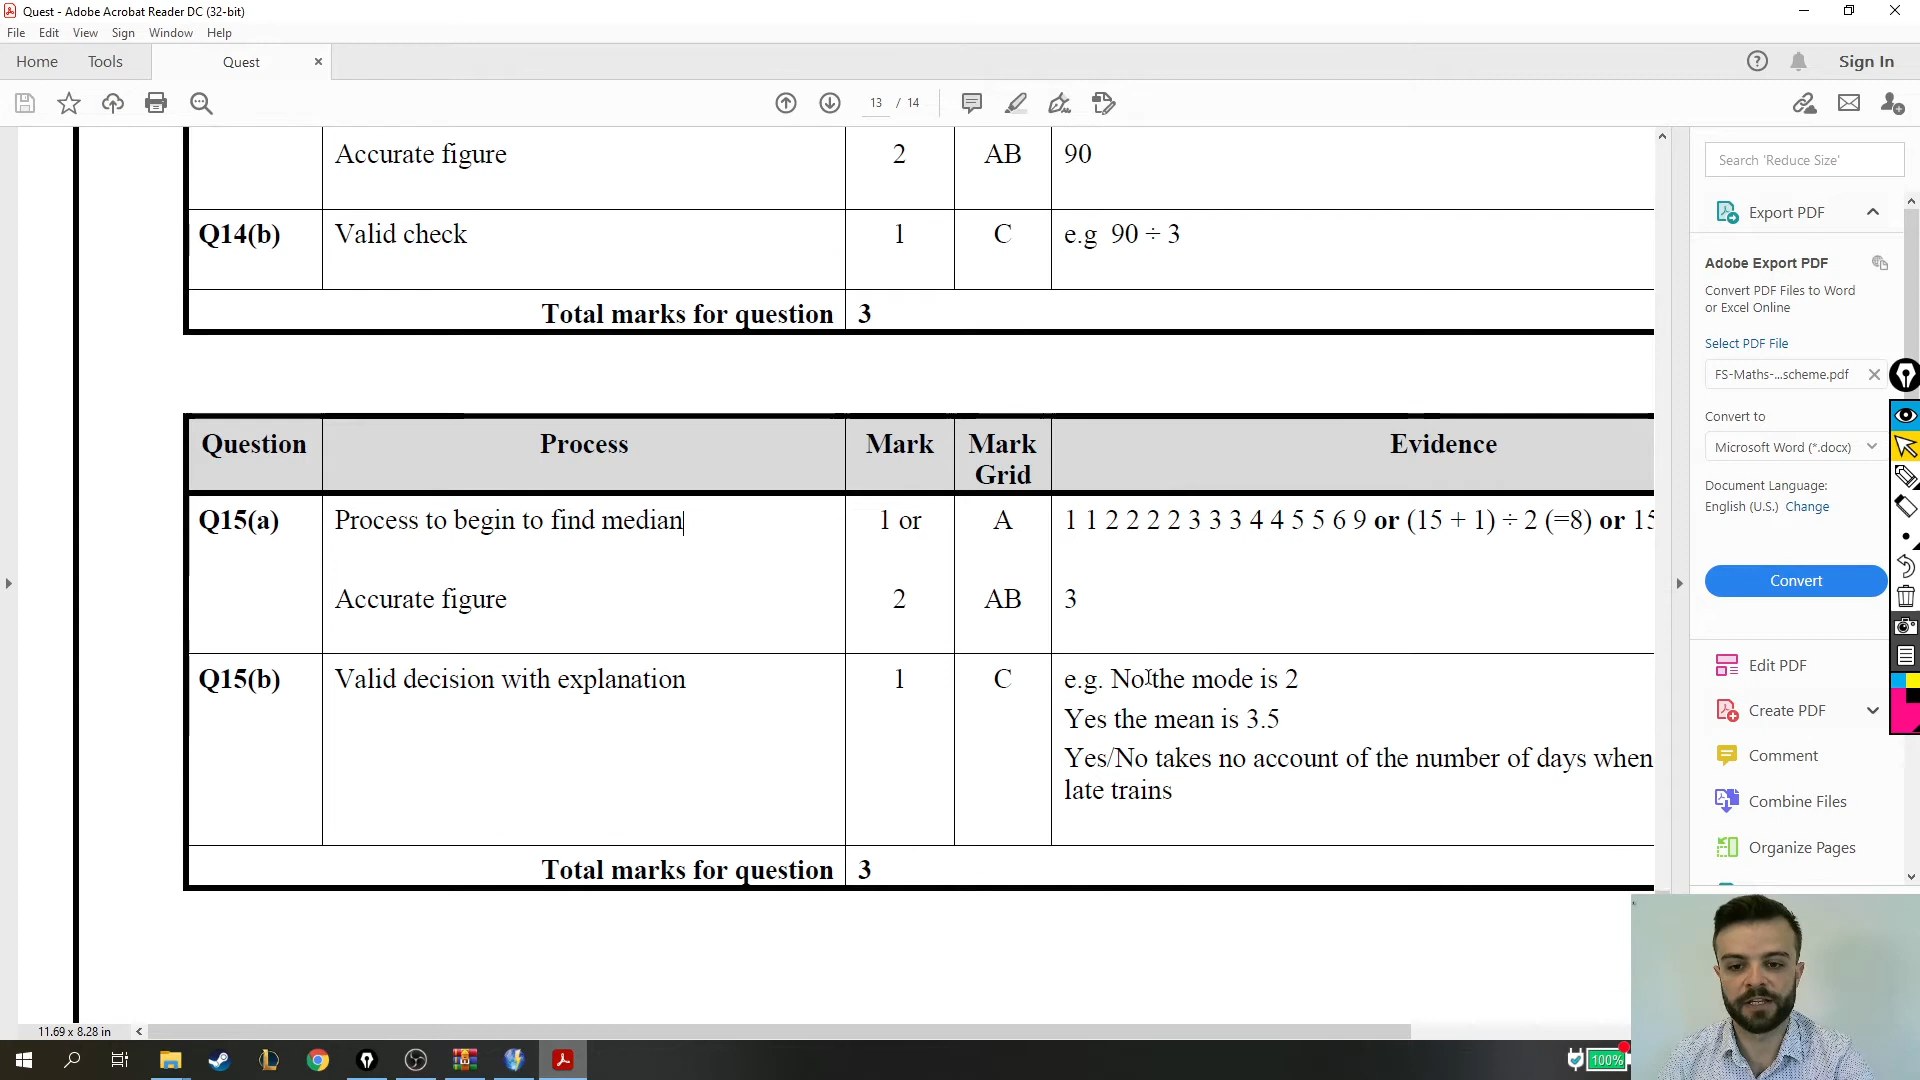 Quest - Adobe Acrobat Reader DC (32-bit)
File Edit View Sign Window Help
Home Tools Quest × Sign In
13 / 14
Accurate figure 2 AB 90
Q14(b) Valid check 1 C e.g 90 ÷ 3
Total marks for question 3
Question Process Mark Mark Grid Evidence
Q15(a) Process to begin to find median 1 or A 1 1 2 2 2 2 3 3 3 4 4 5 5 6 9 or (15 + 1) ÷ 2 (=8) or 15
Accurate figure 2 AB 3
Q15(b) Valid decision with explanation 1 C e.g. No the mode is 2
Yes the mean is 3.5
Yes/No takes no account of the number of days when
late trains
Total marks for question 3
Search 'Reduce Size'
Export PDF
Adobe Export PDF
Convert PDF Files to Word
or Excel Online
Select PDF File
FS-Maths-...scheme.pdf
Convert to
Microsoft Word (*.docx)
Document Language:
English (U.S.) Change
Convert
Edit PDF
Create PDF
Comment
Combine Files
Organize Pages
11.69 x 8.28 in
100%